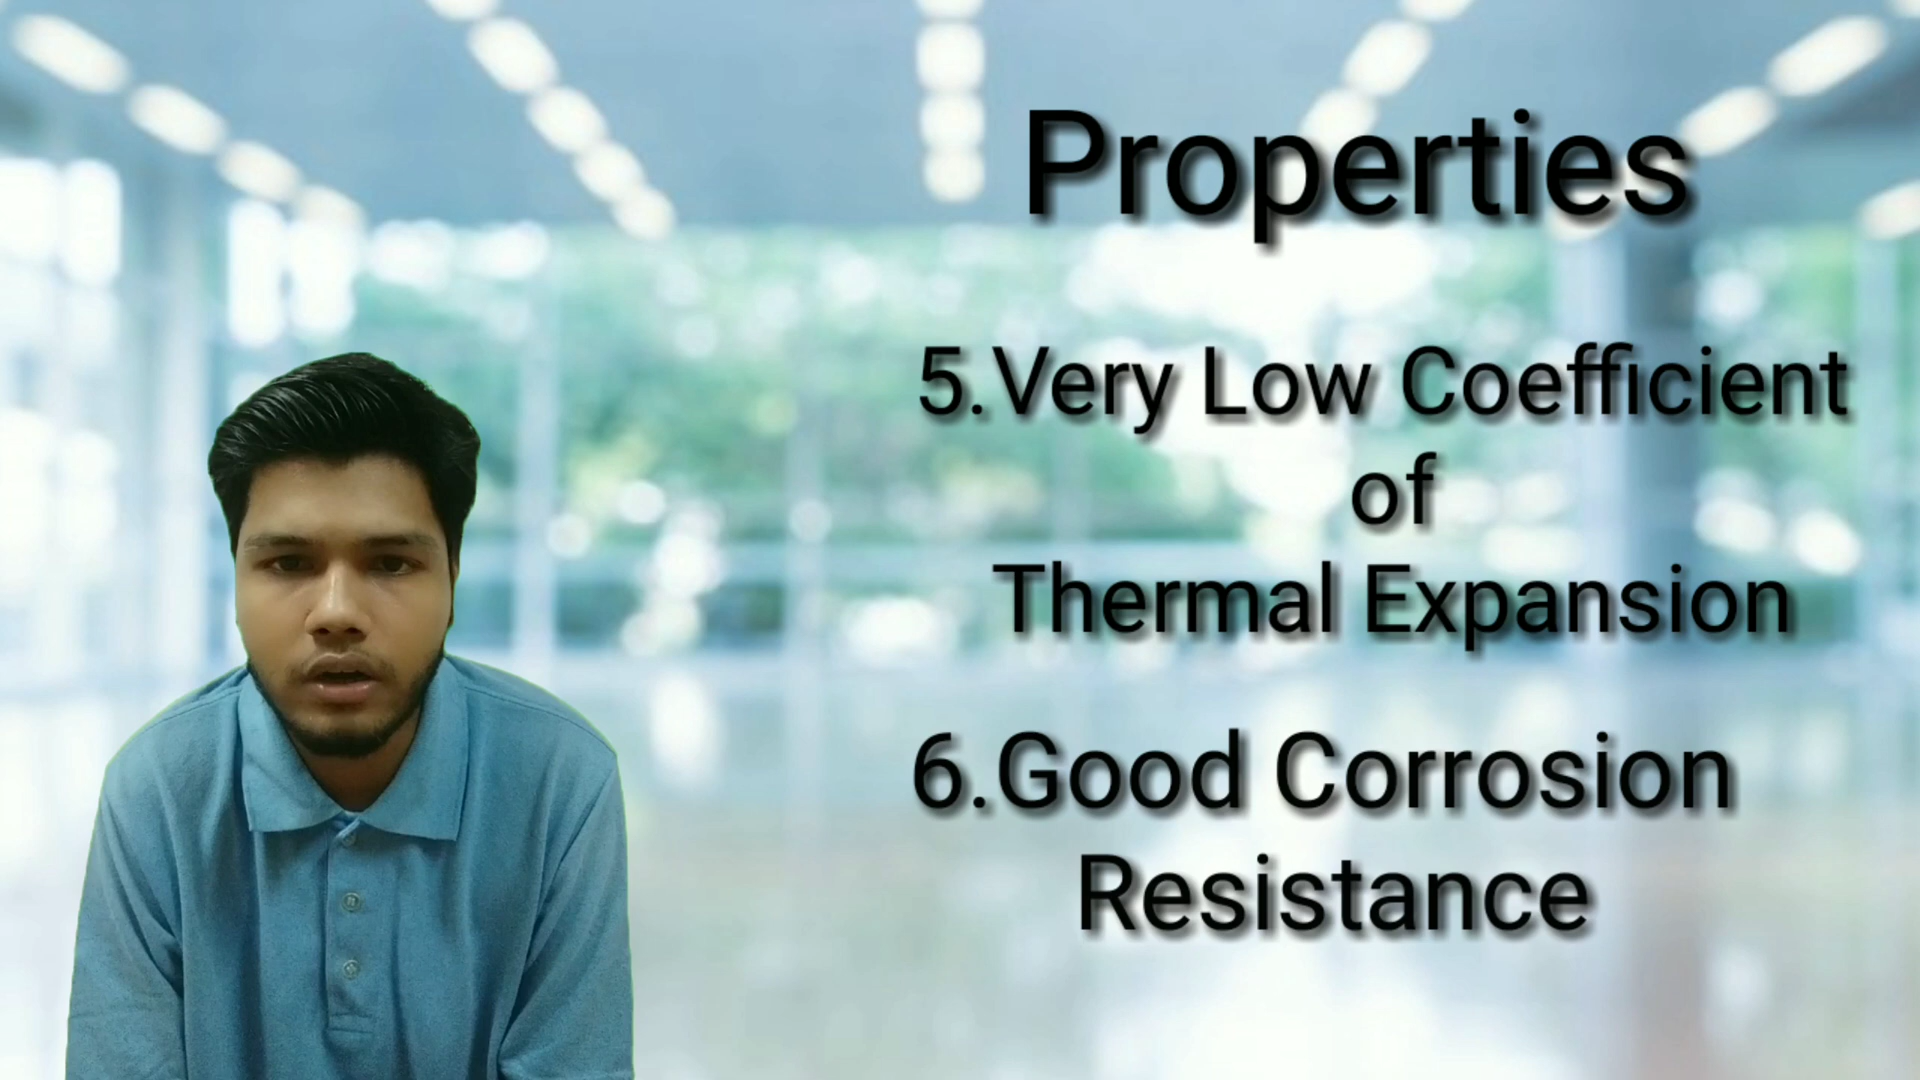 Properties
5.Very Low Coefficient
of
Thermal Expansion
6.Good Corrosion
Resistance